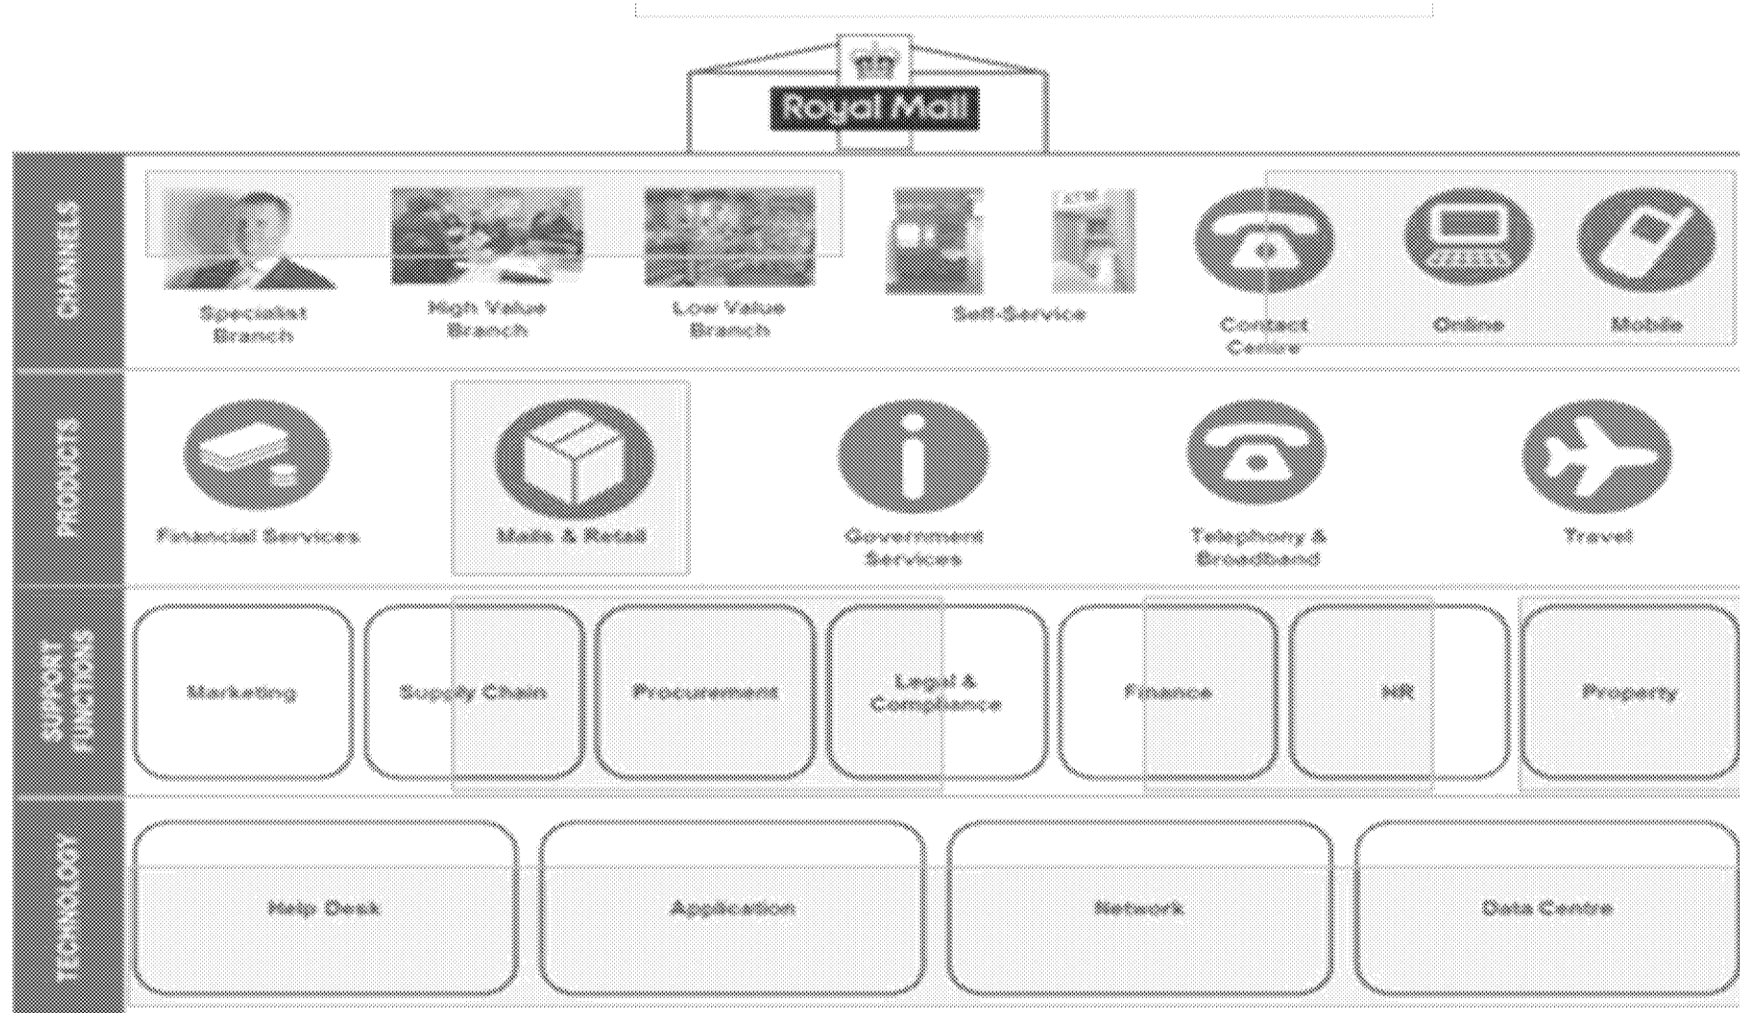 Royal Mail
CHANNELS
Specialist
Branch
High Value
Branch
Low Value
Branch
ATM
Self-Service
Contact
Centre
Online
Mobile
PRODUCTS
Financial Services
Mails & Retail
Government
Services
Telephony &
Broadband
Travel
SUPPORT
FUNCTIONS
Marketing
Supply Chain
Procurement
Legal &
Compliance
Finance
HR
Property
TECHNOLOGY
Help Desk
Application
Network
Data Centre